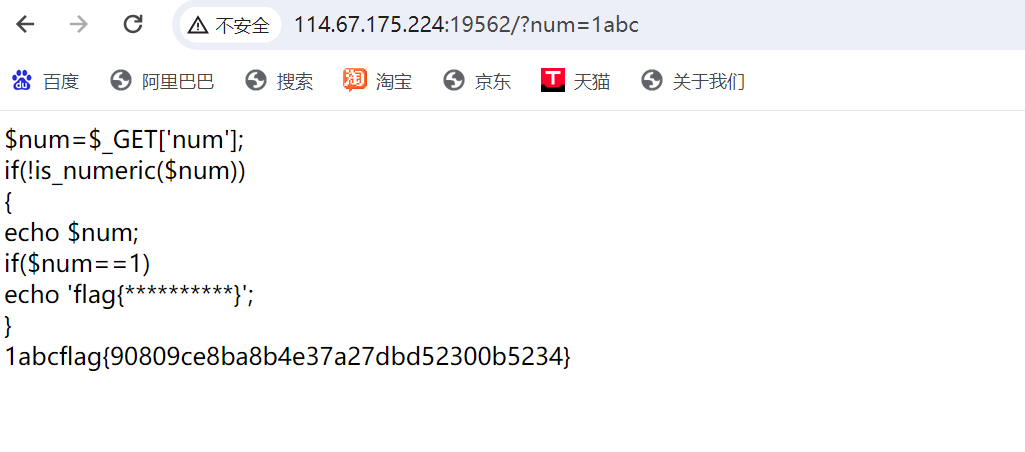 不安全 114.67.175.224:19562/?num=1abc
百度 阿里巴巴 搜索 淘 淘宝 京东 T 天猫 关于我们
$num=$_GET['num'];
if(!is_numeric($num))
{
echo $num;
if($num==1)
echo 'flag{**********}';
}
1abcflag{90809ce8ba8b4e37a27dbd52300b5234}